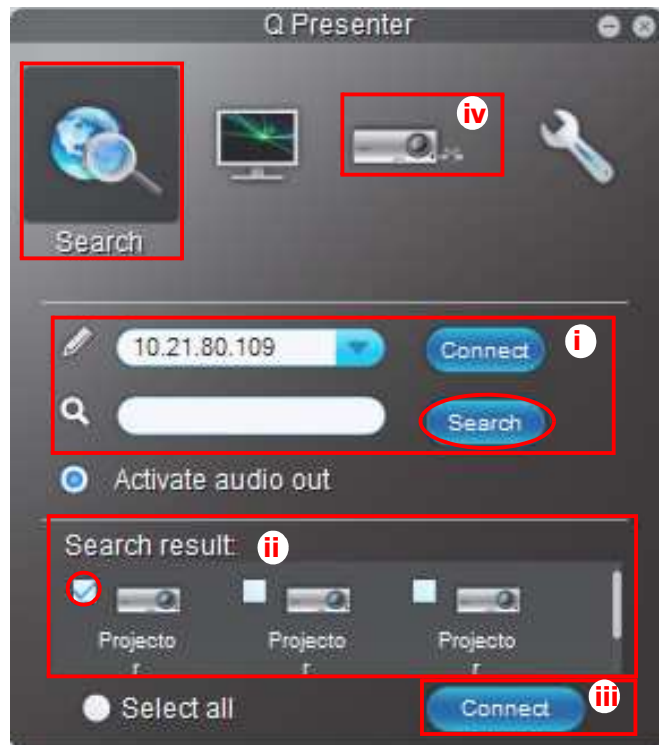 Q Presenter
iv
Search
10.21.80.109
Connect
i
Search
Activate audio out
Search result:
ii
Projecto
r
Projecto
r
Projecto
r
Select all
Connect
iii